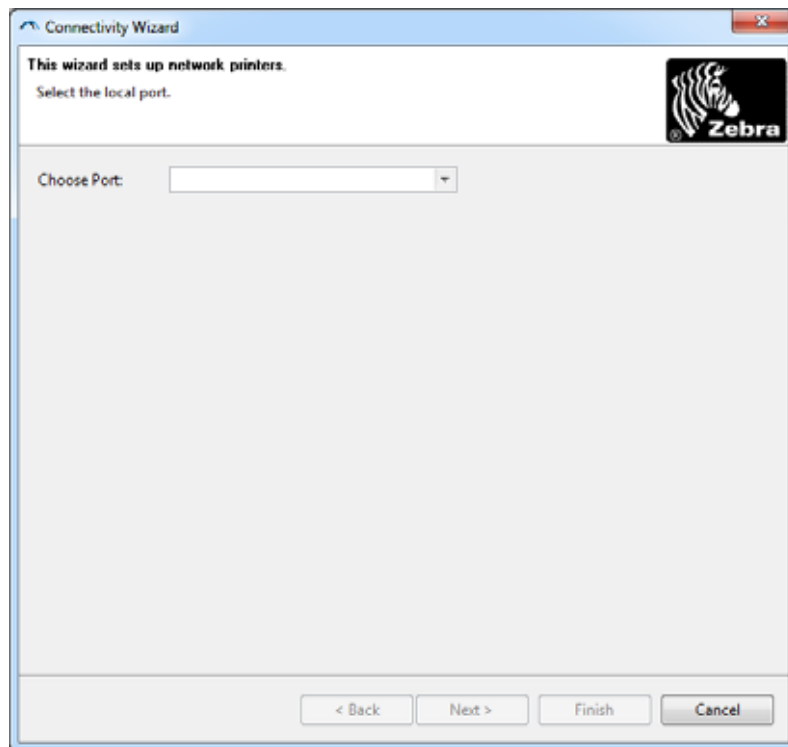 Connectivity Wizard
This wizard sets up network printers.
Select the local port.
® Zebra
Choose Port:
< Back Next > Finish Cancel